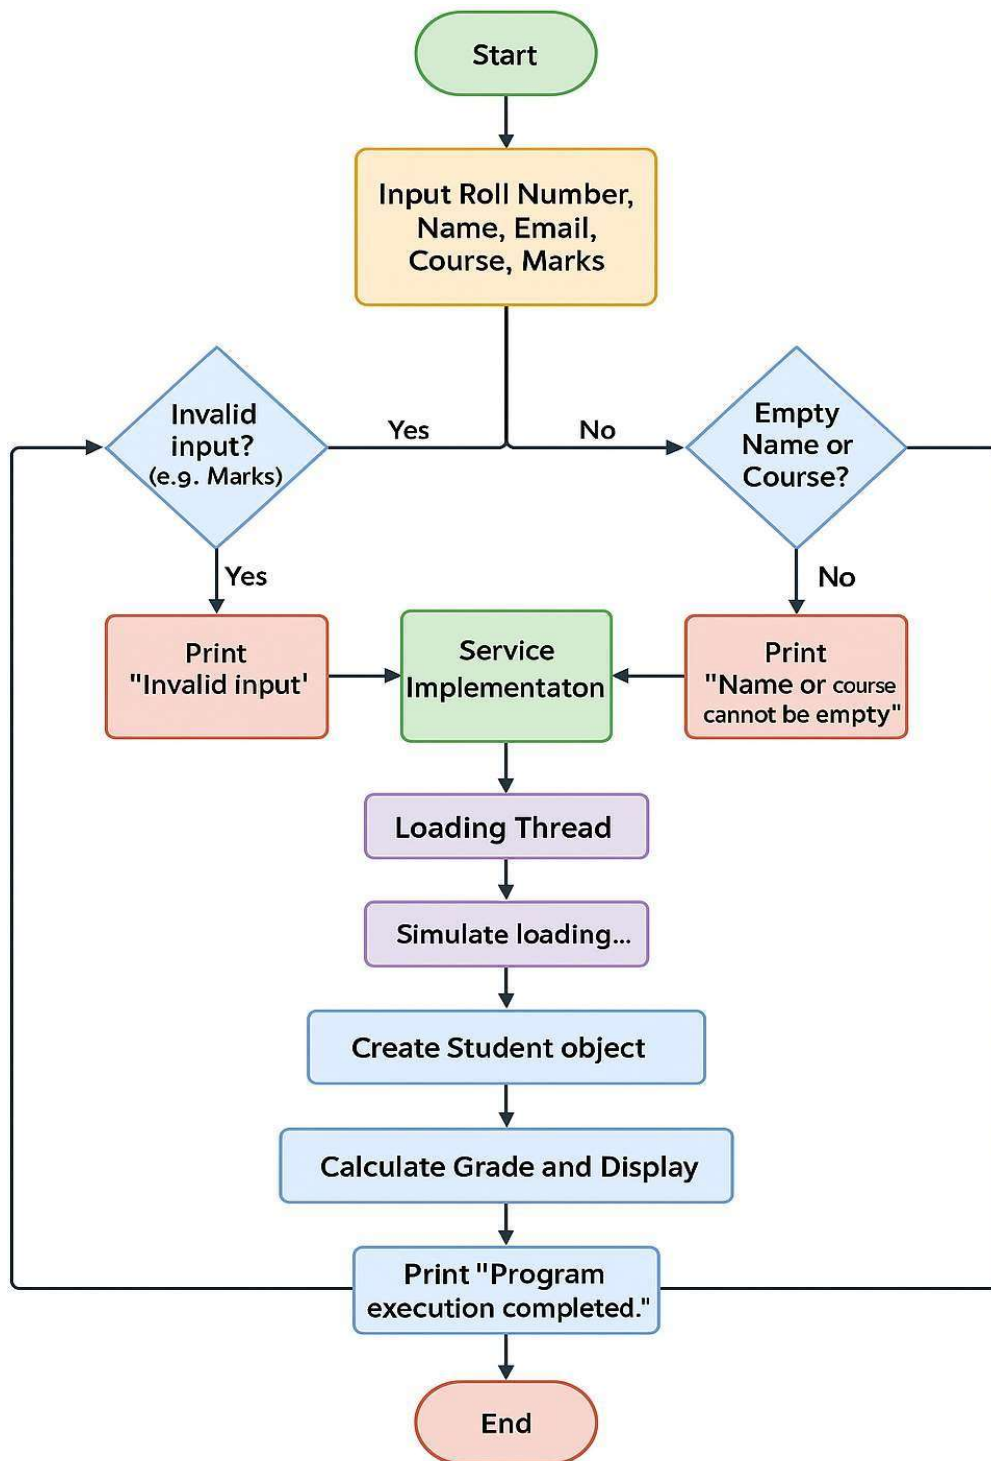 Start
Input Roll Number,
Name, Email,
Course, Marks
Invalid
input?
(e.g. Marks)
Yes
No
Empty
Name or
Course?
Yes
No
Print
"Invalid input'
Service
Implementaton
Print
"Name or course
cannot be empty"
Loading Thread
Simulate loading...
Create Student object
Calculate Grade and Display
Print "Program
execution completed."
End